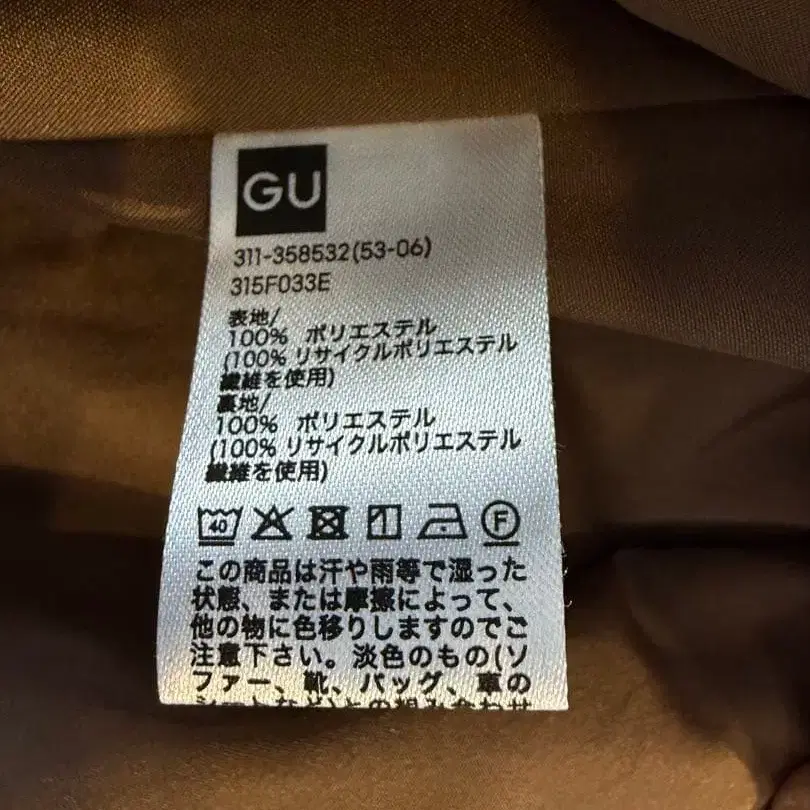 GU
311-358532(53-06)
315F033E
表地/
100% ポリエステル
(100% リサイクルポリエステル
繊維を使用)
裏地/
100% ポリエステル
(100% リサイクルポリエステル
繊維を使用)
40 F
この商品は汗や雨等で湿った
状態、または摩擦によって、
他の物に色移りしますのでご
注意下さい。淡色のもの(ソ
ファー、靴、バッグ、車の